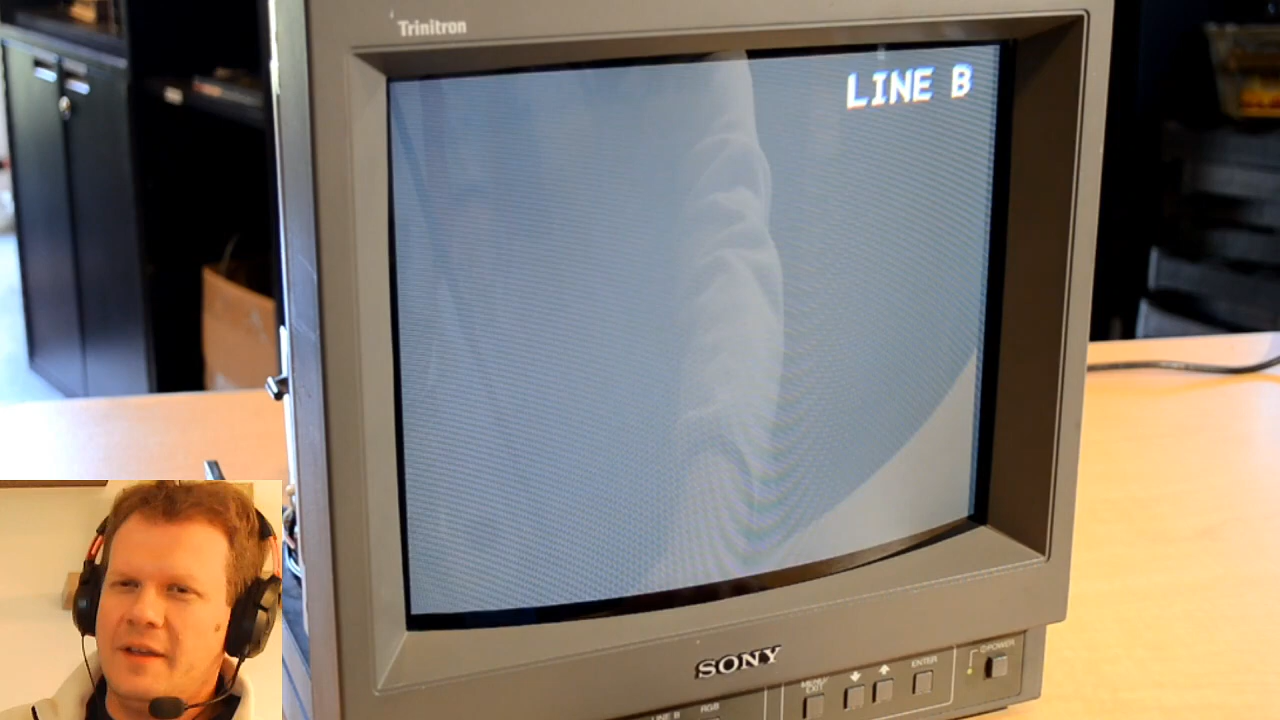 Trinitron
LINE B
SONY
MENU/
EXIT
ENTER
POWER
LINE B
RGB